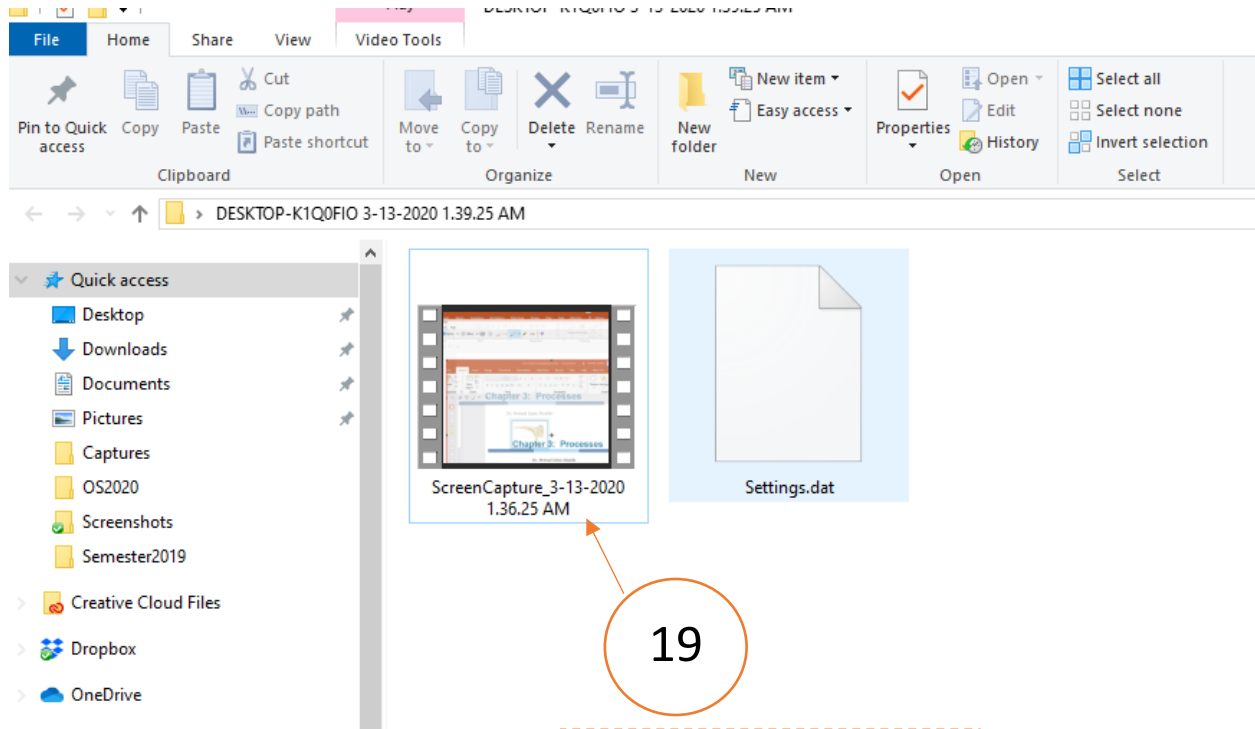 DESKTOP-K1Q0FIO 3-13-2020 1.39.25 AM
File Home Share View Video Tools
Pin to Quick access
Copy
Paste
Cut
Copy path
Paste shortcut
Clipboard
Move to
Copy to
Delete
Rename
Organize
New folder
New item
Easy access
New
Properties
Open
Edit
History
Open
Select all
Select none
Invert selection
Select
DESKTOP-K1Q0FIO 3-13-2020 1.39.25 AM
Quick access
Desktop
Downloads
Documents
Pictures
Captures
OS2020
Screenshots
Semester2019
Creative Cloud Files
Dropbox
OneDrive
Chapter 3: Processes
Chapter 3: Processes
ScreenCapture_3-13-2020
1.36.25 AM
Settings.dat
19